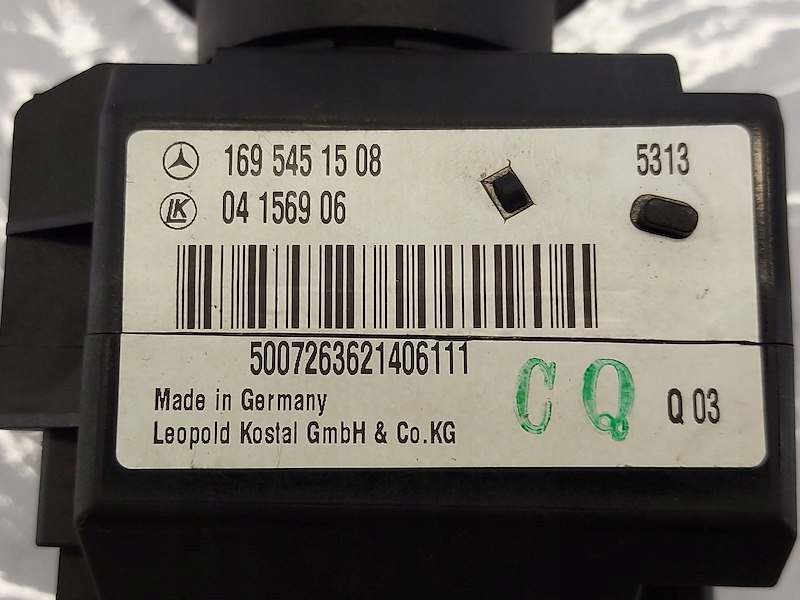 169 545 15 08
5313
LK 04 1569 06
5007263621406111
CQ
Made in Germany
Q 03
Leopold Kostal GmbH & Co.KG